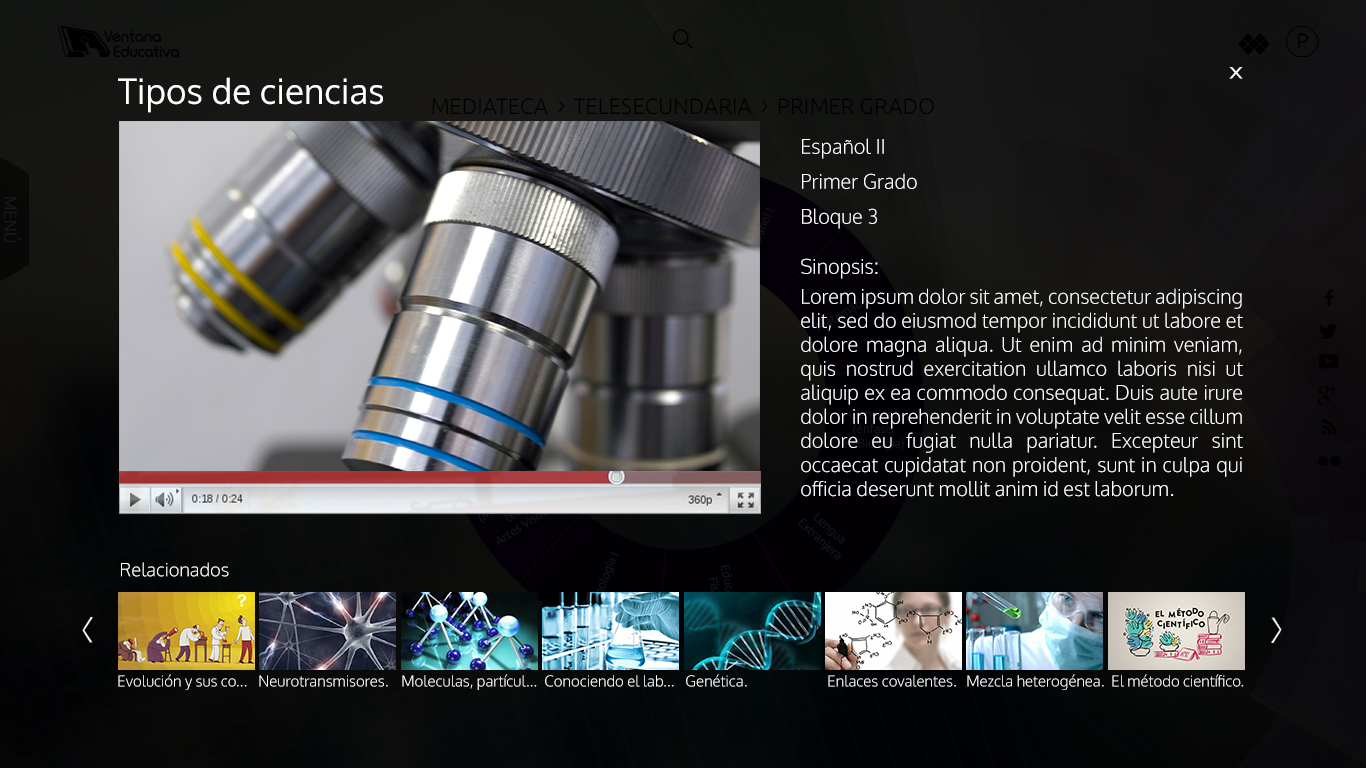 Ventana
Educativa
P
x
Tipos de ciencias
MEDIATECA > TELESECUNDARIA > PRIMER GRADO
MENÚ
Español II
Primer Grado
Bloque 3
Sinopsis:
Lorem ipsum dolor sit amet, consectetur adipiscing
elit, sed do eiusmod tempor incididunt ut labore et
dolore magna aliqua. Ut enim ad minim veniam,
quis nostrud exercitation ullamco laboris nisi ut
aliquip ex ea commodo consequat. Duis aute irure
dolor in reprehenderit in voluptate velit esse cillum
dolore eu fugiat nulla pariatur. Excepteur sint
occaecat cupidatat non proident, sunt in culpa qui
officia deserunt mollit anim id est laborum.
0:18 / 0:24
360p
Lengua
Extranjera
Relacionados
?
EL MÉTODO
CIENTÍFICO
Evolución y sus co...
Neurotransmisores.
Moleculas, partícul...
Conociendo el lab...
Genética.
Enlaces covalentes.
Mezcla heterogénea.
El método científico.